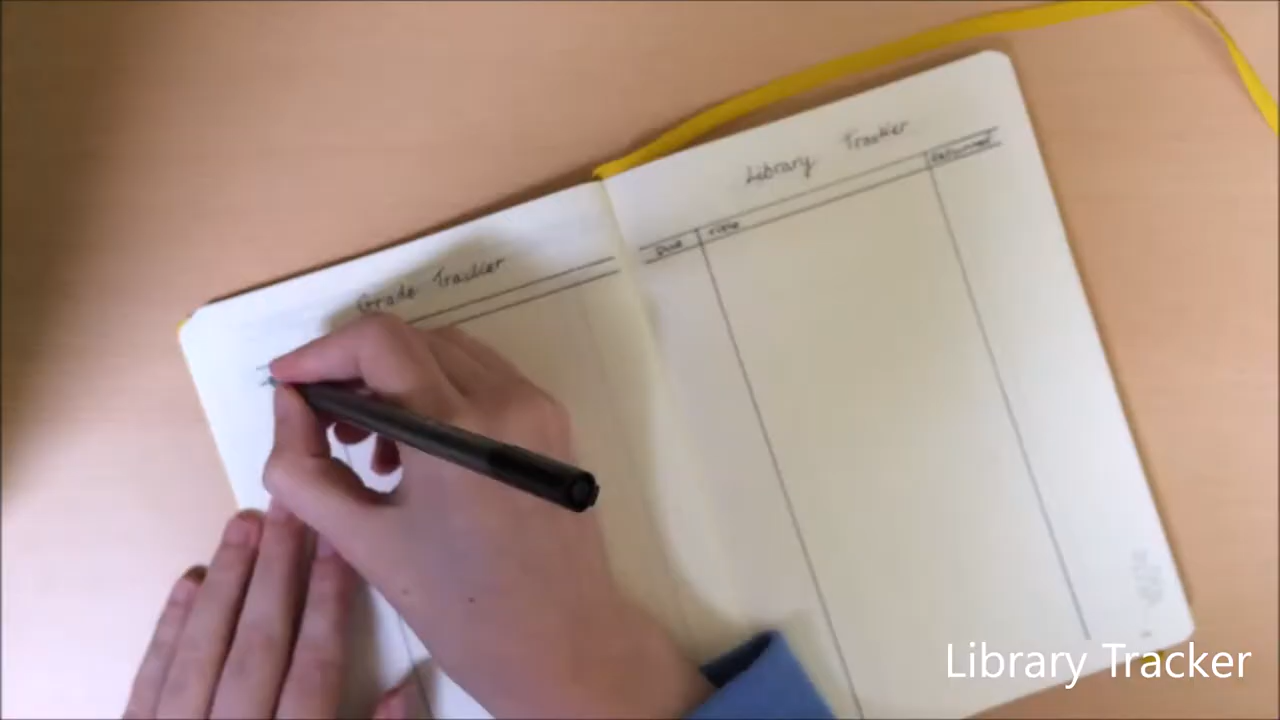 Grade Tracker
Library Tracker
Due Title Returned
Library Tracker